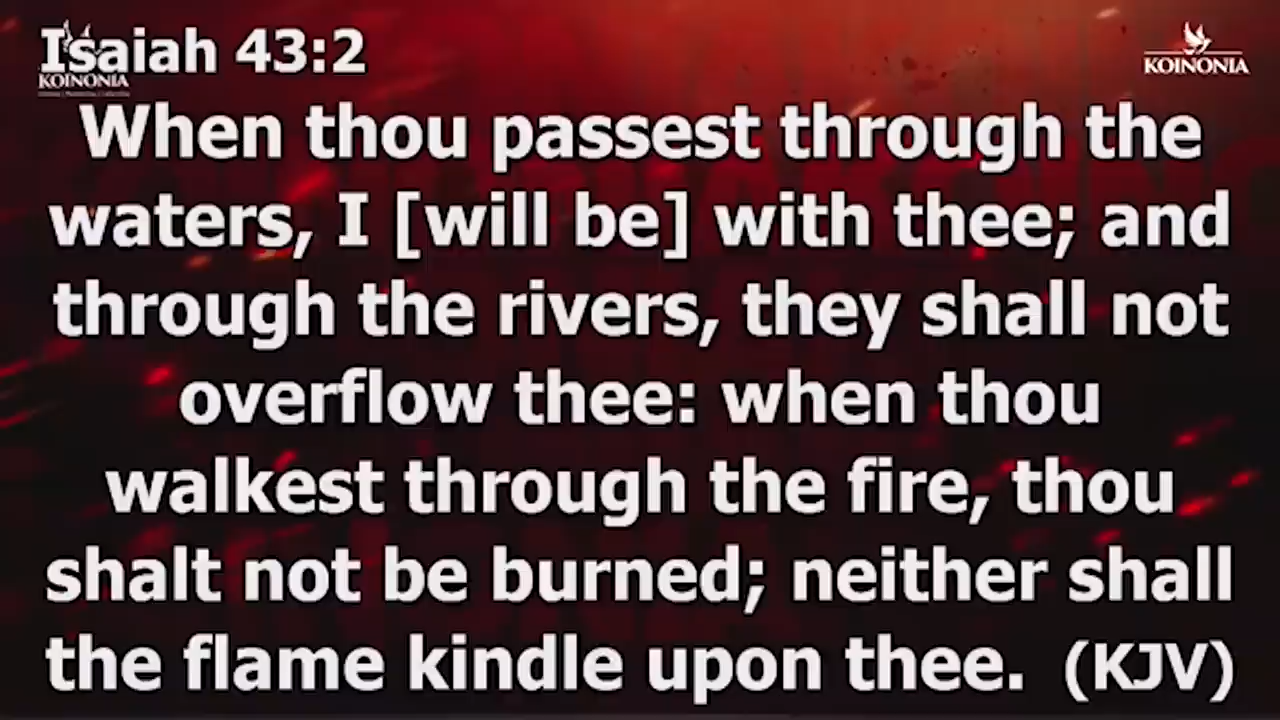 Isaiah 43:2
KOINONIA
KOINONIA
When thou passest through the
waters, I [will be] with thee; and
through the rivers, they shall not
overflow thee: when thou
walkest through the fire, thou
shalt not be burned; neither shall
the flame kindle upon thee. (KJV)